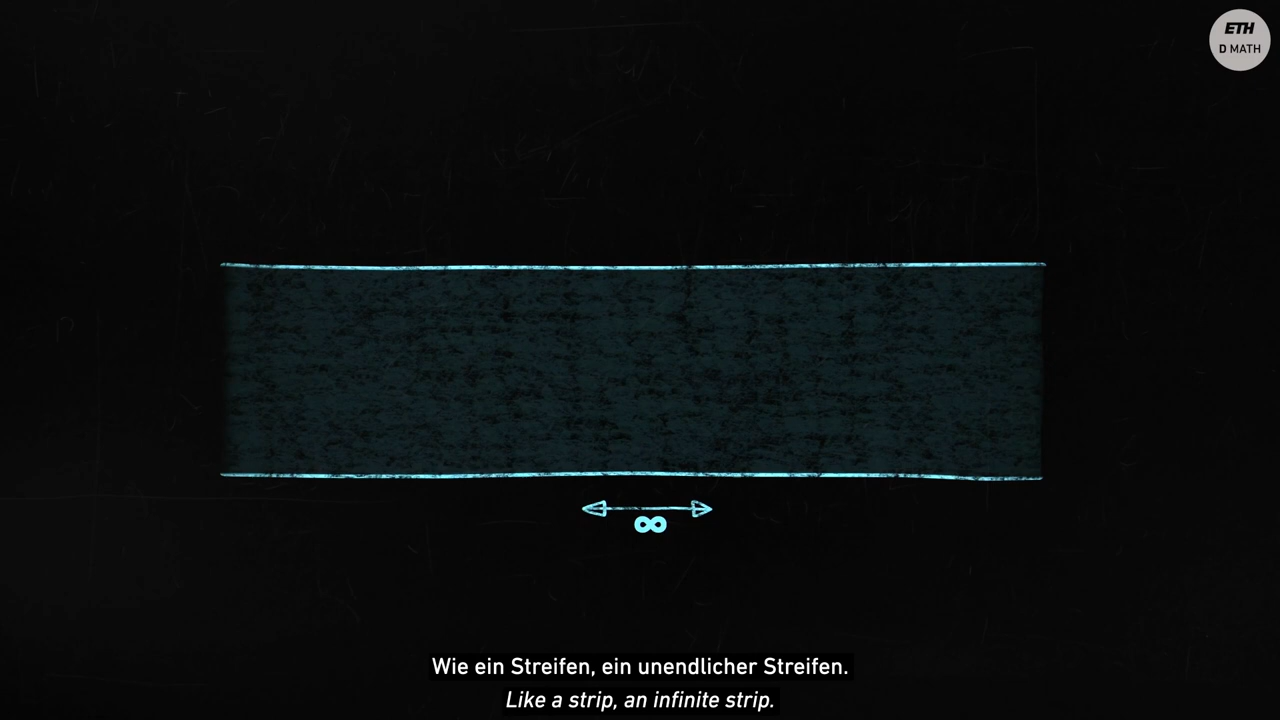 ETH
D MATH
∞
Wie ein Streifen, ein unendlicher Streifen.
Like a strip, an infinite strip.